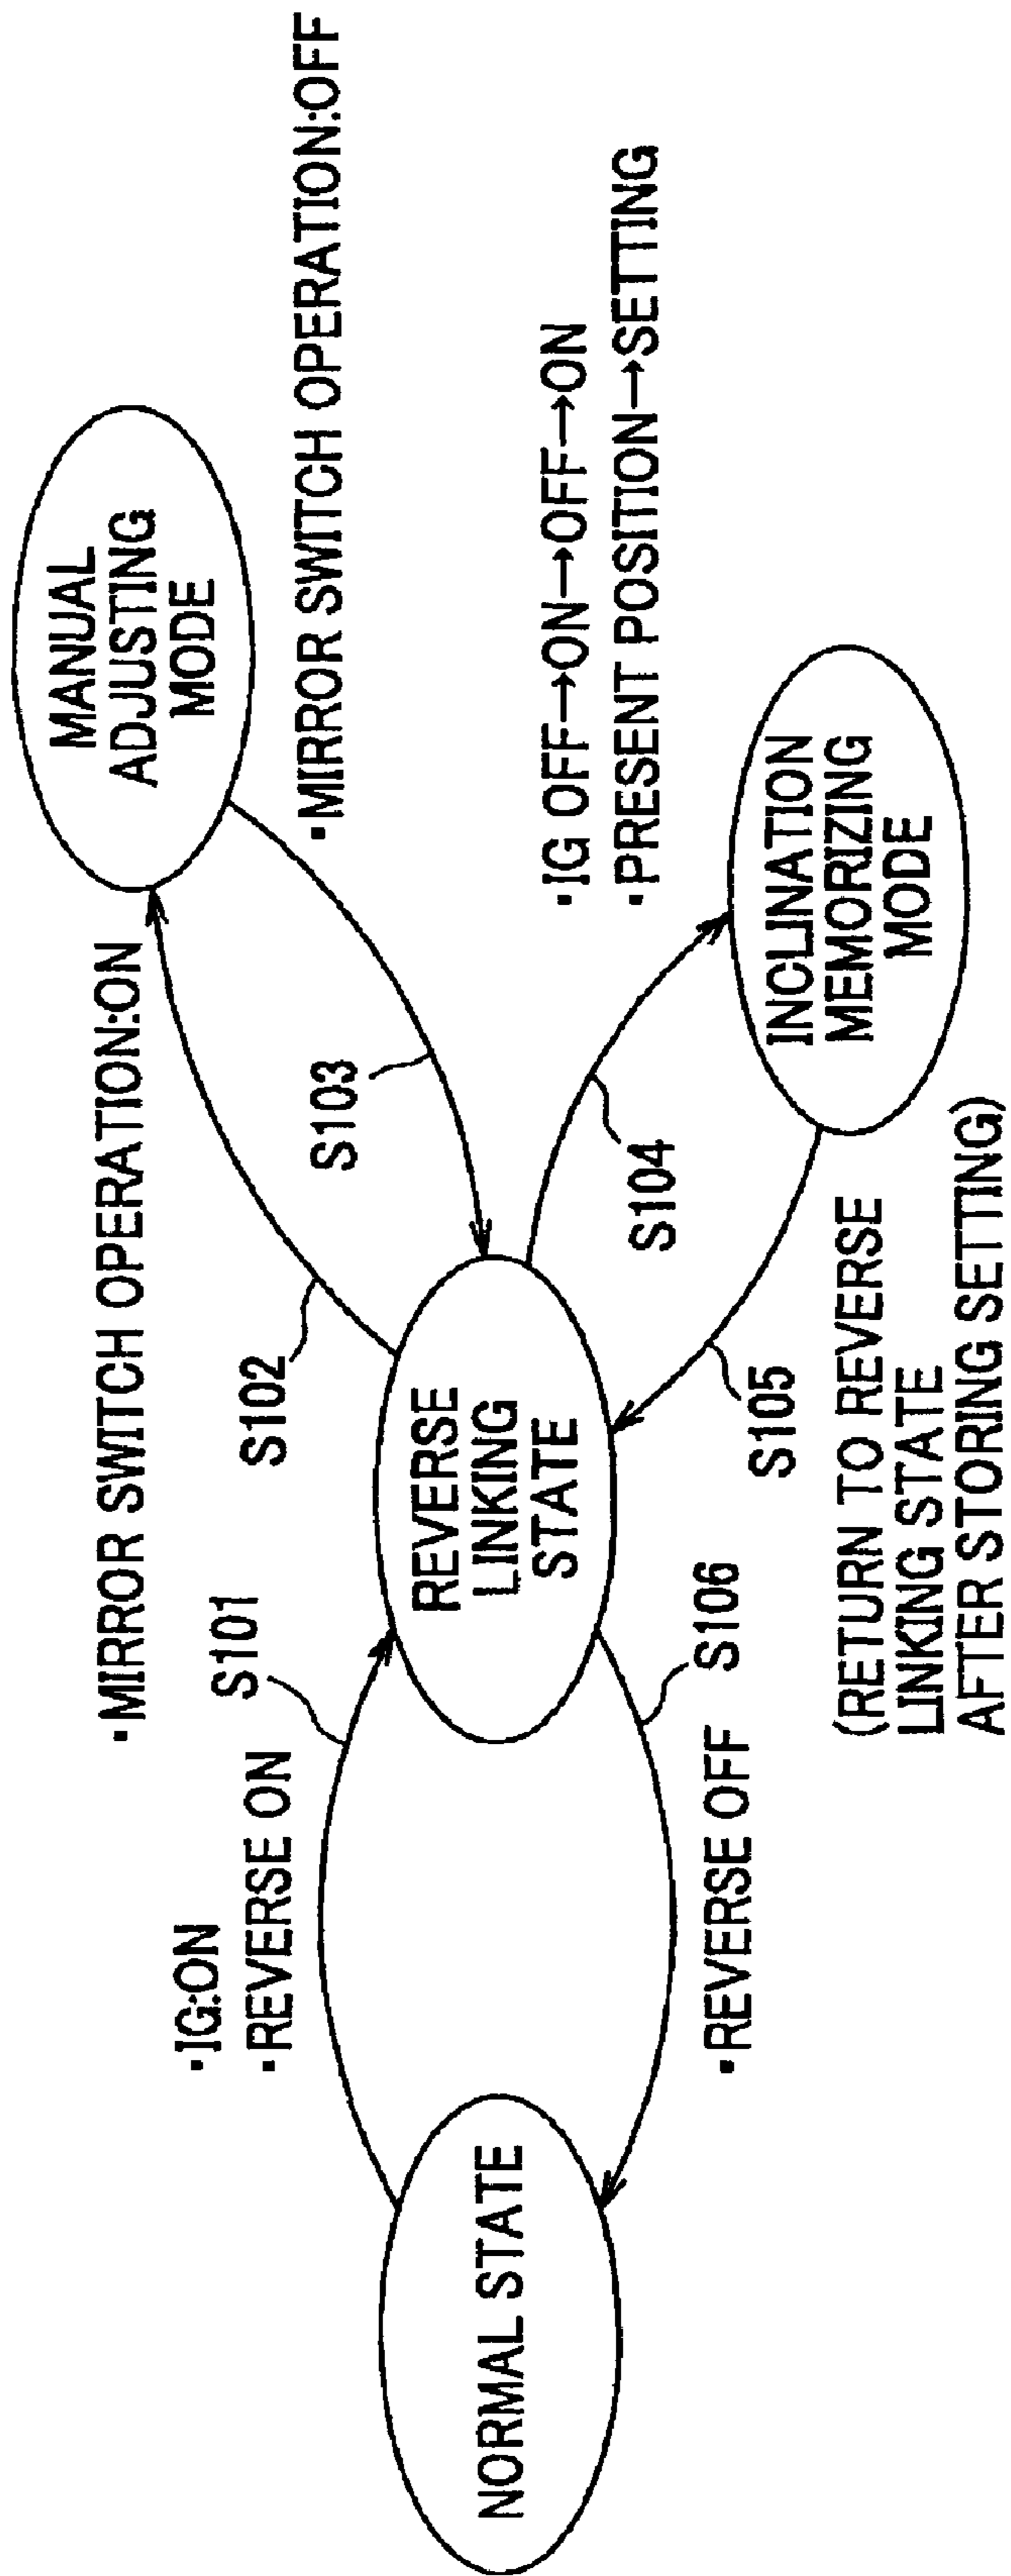 NORMAL STATE
·IG:ON
·REVERSE ON
S101
·REVERSE OFF
S106
REVERSE
LINKING
STATE
·MIRROR SWITCH OPERATION:ON
S102
S103
MANUAL
ADJUSTING
MODE
·MIRROR SWITCH OPERATION:OFF
S104
·IG OFF→ON→OFF→ON
·PRESENT POSITION→SETTING
S105
INCLINATION
MEMORIZING
MODE
(RETURN TO REVERSE
LINKING STATE
AFTER STORING SETTING)